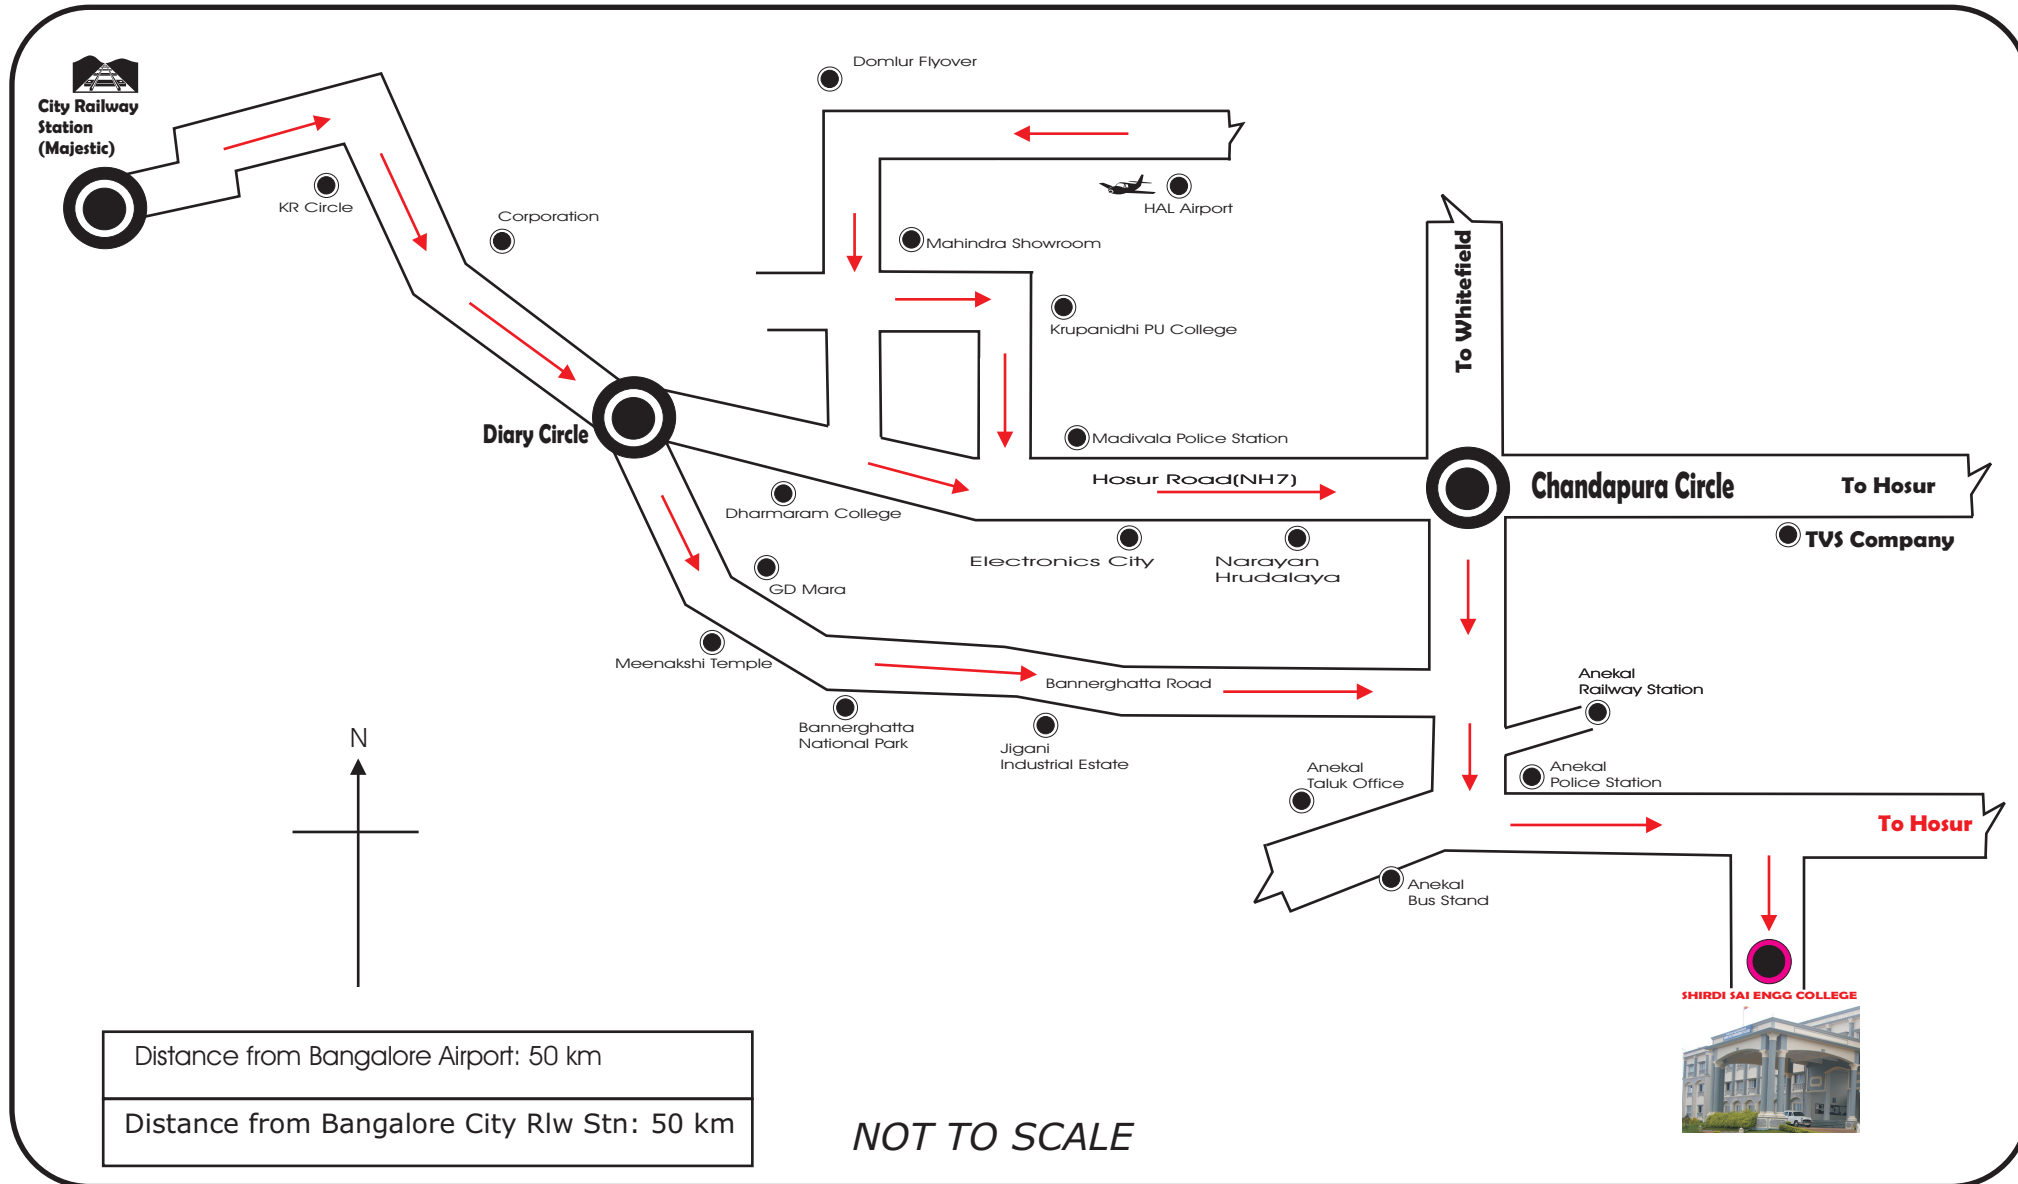 Domlur Flyover
City Railway
Station
(Majestic)
KR Circle
HAL Airport
Corporation
Mahindra Showroom
To Whitefield
Krupanidhi PU College
Diary Circle
Madivala Police Station
Hosur Road(NH7)
Chandapura Circle
To Hosur
Dharmaram College
TVS Company
Electronics City
Narayan
Hrudalaya
GD Mara
Meenakshi Temple
Anekal
Railway Station
Bannerghatta Road
Bannerghatta
National Park
Jigani
Industrial Estate
N
Anekal
Taluk Office
Anekal
Police Station
To Hosur
Anekal
Bus Stand
SHIRDI SAI ENGG COLLEGE
Distance from Bangalore Airport: 50 km
Distance from Bangalore City Rlw Stn: 50 km
NOT TO SCALE